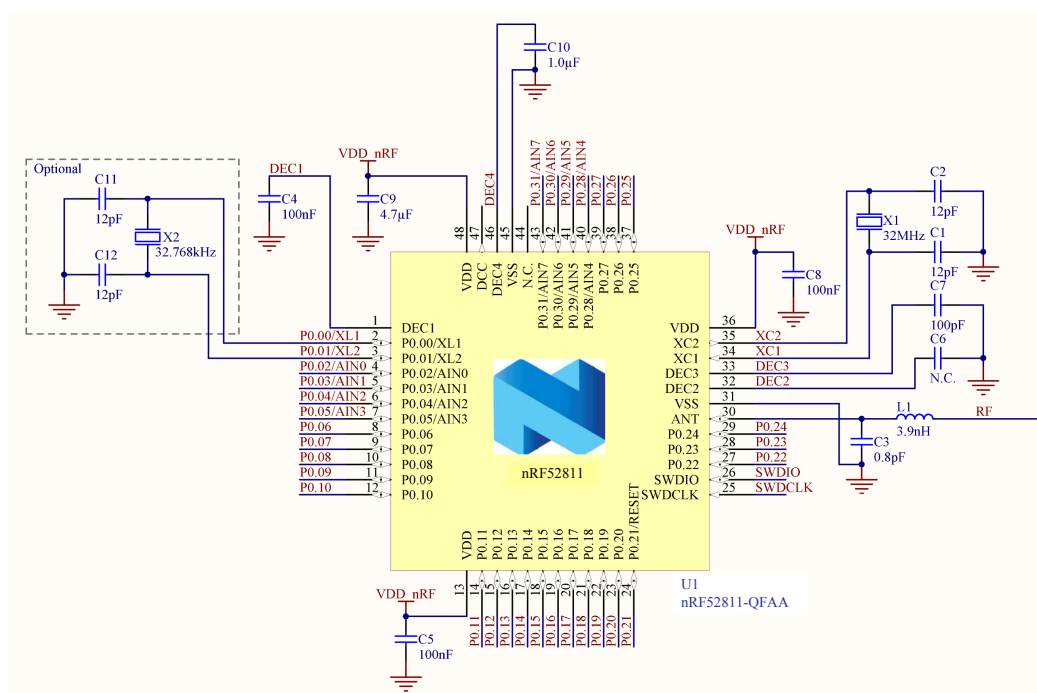 C10
1.0µF
Optional
C11
12pF
X2
32.768kHz
C12
12pF
DEC1
C4
100nF
VDD_nRF
C9
4.7µF
DEC4
P0.31/AIN7
P0.30/AIN6
P0.29/AIN5
P0.28/AIN4
P0.27
P0.26
P0.25
48
47
46
45
44
43
42
41
40
39
38
37
VDD
DCC
DEC4
VSS
N.C.
P0.31/AIN7
P0.30/AIN6
P0.29/AIN5
P0.28/AIN4
P0.27
P0.26
P0.25
VDD_nRF
C8
100nF
C2
12pF
X1
32MHz
C1
12pF
C7
100pF
C6
N.C.
1 DEC1
P0.00/XL1 2 P0.00/XL1
P0.01/XL2 3 P0.01/XL2
P0.02/AIN0 4 P0.02/AIN0
P0.03/AIN1 5 P0.03/AIN1
P0.04/AIN2 6 P0.04/AIN2
P0.05/AIN3 7 P0.05/AIN3
P0.06 8 P0.06
P0.07 9 P0.07
P0.08 10 P0.08
P0.09 11 P0.09
P0.10 12 P0.10
nRF52811
VDD 36
XC2 35 XC2
XC1 34 XC1
DEC3 33 DEC3
DEC2 32 DEC2
VSS 31
ANT 30
P0.24 29 P0.24
P0.23 28 P0.23
P0.22 27 P0.22
SWDIO 26 SWDIO
SWDCLK 25 SWDCLK
L1
3.9nH
RF
C3
0.8pF
VDD
P0.11
P0.12
P0.13
P0.14
P0.15
P0.16
P0.17
P0.18
P0.19
P0.20
P0.21/RESET
13
14
15
16
17
18
19
20
21
22
23
24
P0.11
P0.12
P0.13
P0.14
P0.15
P0.16
P0.17
P0.18
P0.19
P0.20
P0.21
VDD_nRF
C5
100nF
U1
nRF52811-QFAA